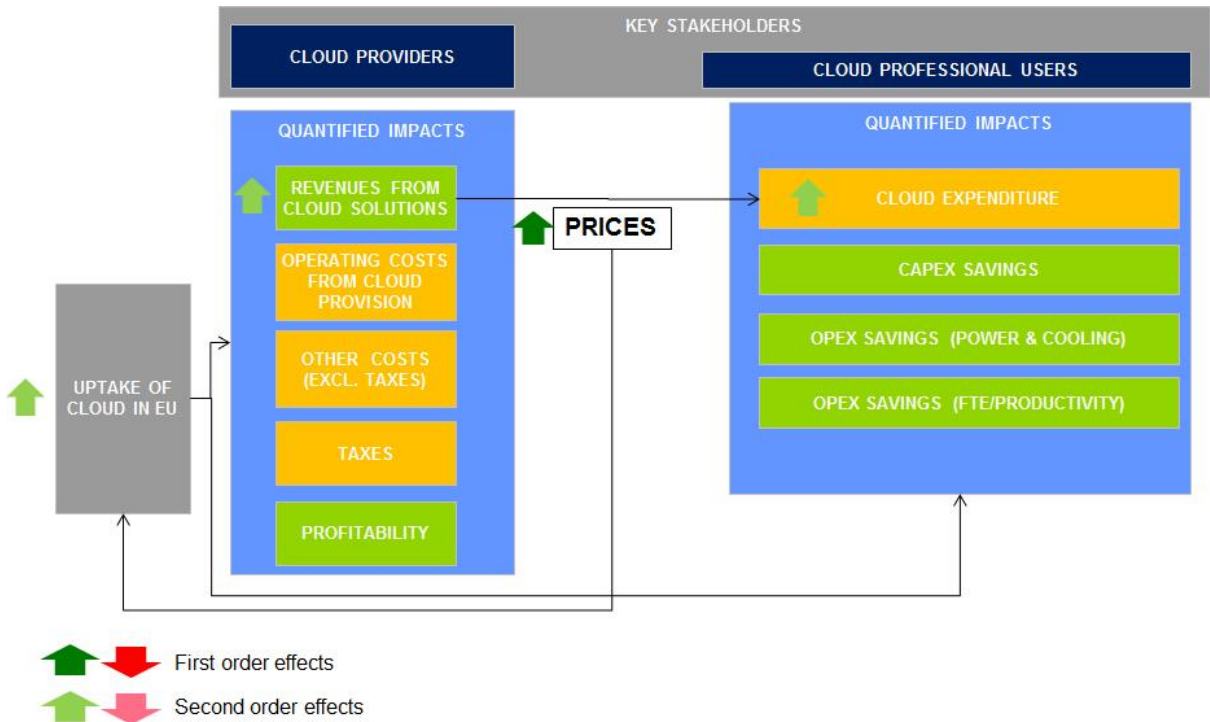 KEY STAKEHOLDERS
CLOUD PROVIDERS
CLOUD PROFESSIONAL USERS
QUANTIFIED IMPACTS
REVENUES FROM
CLOUD SOLUTIONS
OPERATING COSTS
FROM CLOUD
PROVISION
OTHER COSTS
(EXCL. TAXES)
TAXES
PROFITABILITY
PRICES
QUANTIFIED IMPACTS
CLOUD EXPENDITURE
CAPEX SAVINGS
OPEX SAVINGS (POWER & COOLING)
OPEX SAVINGS (FTE/PRODUCTIVITY)
UPTAKE OF
CLOUD IN EU
First order effects
Second order effects